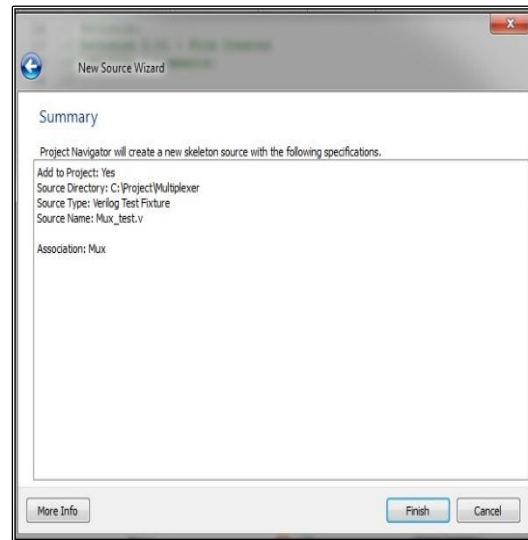 New Source Wizard
Summary
Project Navigator will create a new skeleton source with the following specifications.
Add to Project: Yes
Source Directory: C:\Project\Multiplexer
Source Type: Verilog Test Fixture
Source Name: Mux_test.v
Association: Mux
More Info
Finish
Cancel